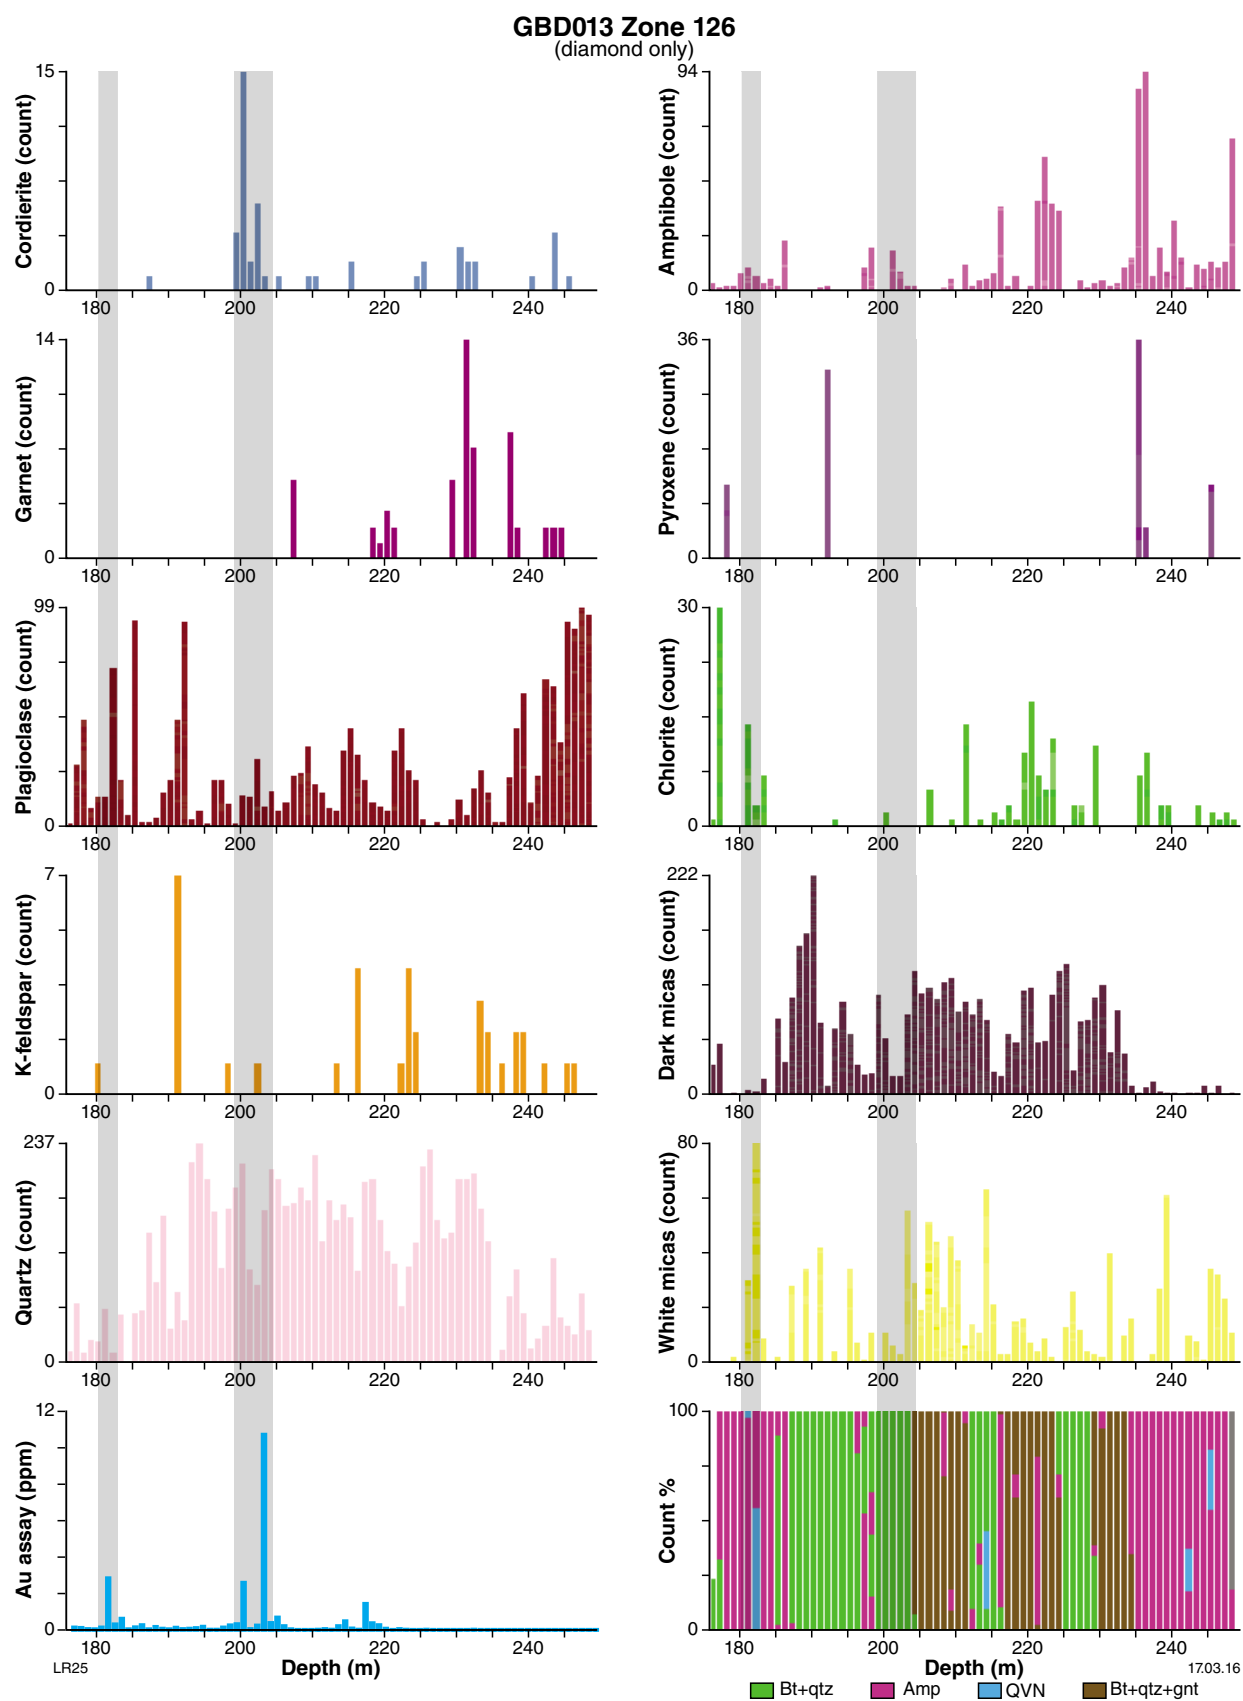 GBD013 Zone 126
(diamond only)
15
Cordierite (count)
0
180 200 220 240
94
Amphibole (count)
0
180 200 220 240
14
Garnet (count)
0
180 200 220 240
36
Pyroxene (count)
0
180 200 220 240
99
Plagioclase (count)
0
180 200 220 240
30
Chlorite (count)
0
180 200 220 240
7
K-feldspar (count)
0
180 200 220 240
222
Dark micas (count)
0
180 200 220 240
237
Quartz (count)
0
180 200 220 240
80
White micas (count)
0
180 200 220 240
12
Au assay (ppm)
0
180 200 220 240
Depth (m)
100
Count %
0
180 200 220 240
Depth (m)
LR25
17.03.16
Bt+qtz Amp QVN Bt+qtz+gnt